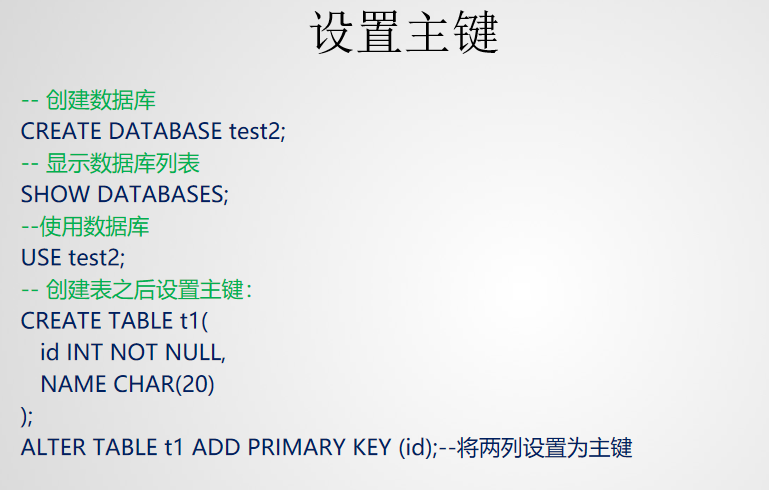 设置主键
-- 创建数据库
CREATE DATABASE test2;
-- 显示数据库列表
SHOW DATABASES;
--使用数据库
USE test2;
-- 创建表之后设置主键：
CREATE TABLE t1(
id INT NOT NULL,
NAME CHAR(20)
);
ALTER TABLE t1 ADD PRIMARY KEY (id);--将两列设置为主键